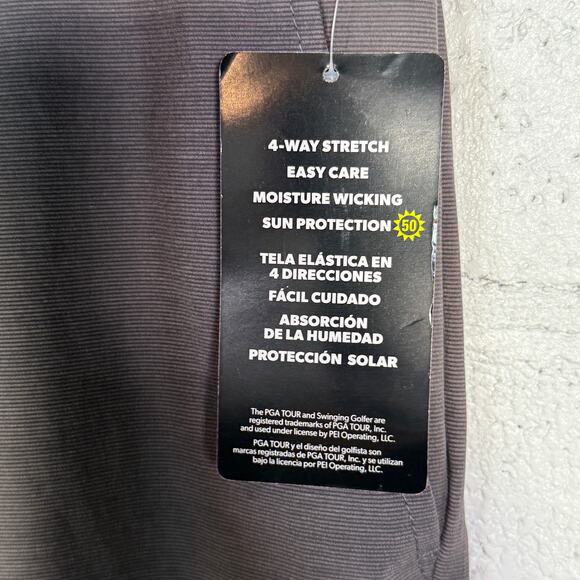 4-WAY STRETCH
EASY CARE
MOISTURE WICKING
SUN PROTECTION 50
TELA ELÁSTICA EN
4 DIRECCIONES
FÁCIL CUIDADO
ABSORCIÓN
DE LA HUMEDAD
PROTECCIÓN SOLAR
The PGA TOUR and Swinging Golfer are
registered trademarks of PGA TOUR, Inc.
and used under license by PEI Operating, LLC.
PGA TOUR y el diseño del golfista son
marcas registradas de PGA TOUR, Inc. y se utilizan
bajo la licencia por PEI Operating, LLC.